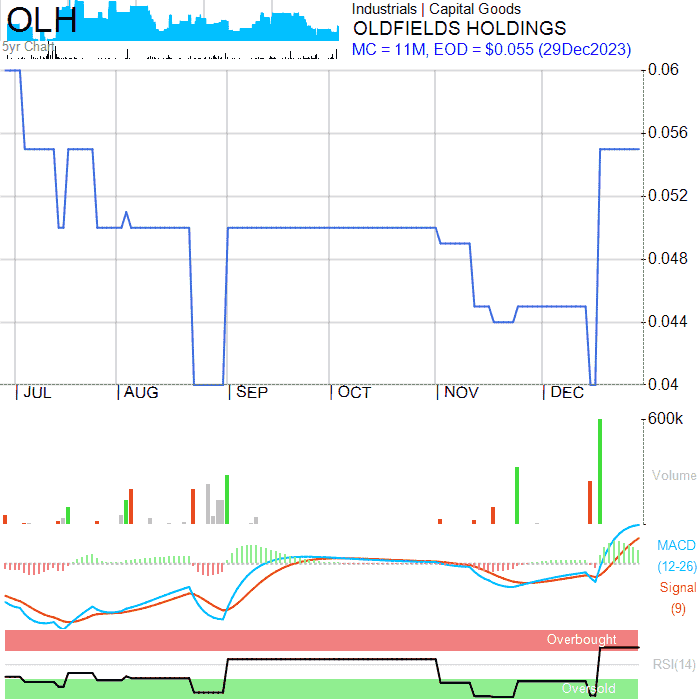 OLH
5yr Chart
Industrials | Capital Goods
OLDFIELDS HOLDINGS
MC = 11M, EOD = $0.055 (29Dec2023)
0.06
0.056
0.052
0.048
0.044
0.04
JUL AUG SEP OCT NOV DEC
600k
Volume
MACD
(12-26)
Signal
(9)
Overbought
RSI(14)
Oversold